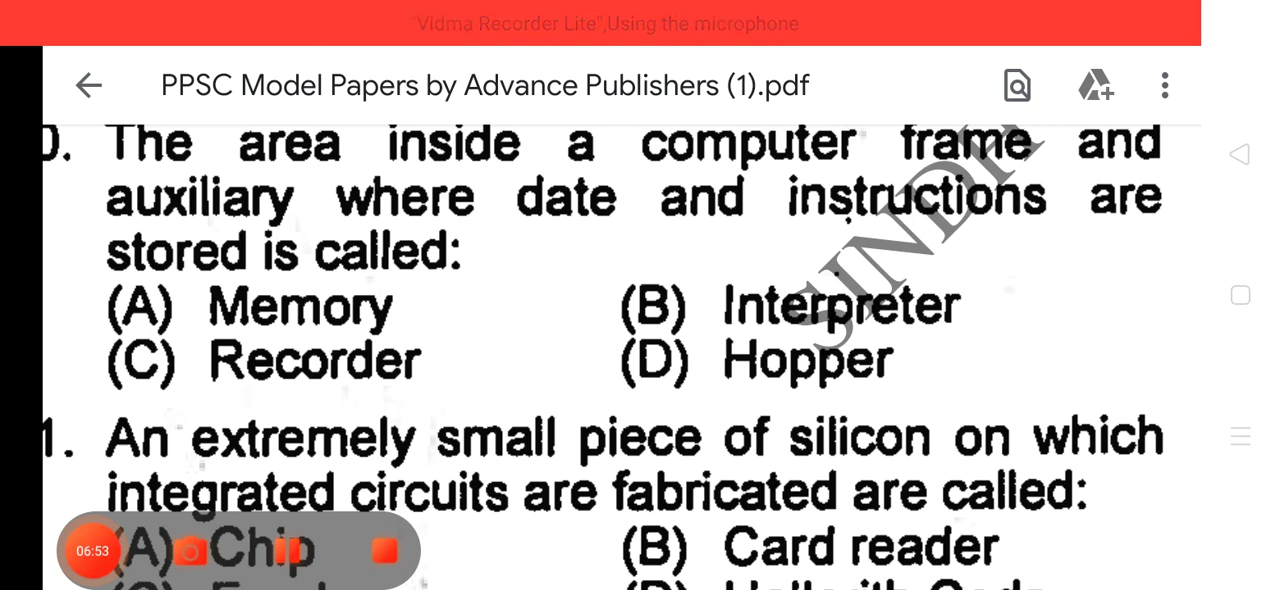 "Vidma Recorder Lite",Using the microphone
PPSC Model Papers by Advance Publishers (1).pdf
0. The area inside a computer frame and
auxiliary where date and instructions are
stored is called:
(A) Memory (B) Interpreter
(C) Recorder (D) Hopper
1. An extremely small piece of silicon on which
integrated circuits are fabricated are called:
(A) Chip (B) Card reader
06:53
SINDH